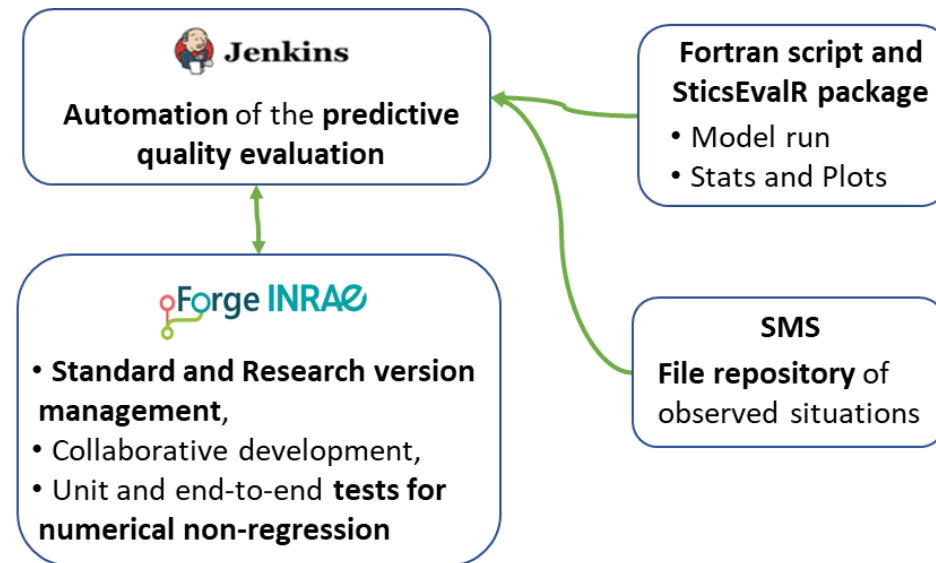 Jenkins
Automation of the predictive
quality evaluation
Fortran script and
SticsEvalR package
• Model run
• Stats and Plots
Forge INRAE
• Standard and Research version
management,
• Collaborative development,
• Unit and end-to-end tests for
numerical non-regression
SMS
File repository of
observed situations